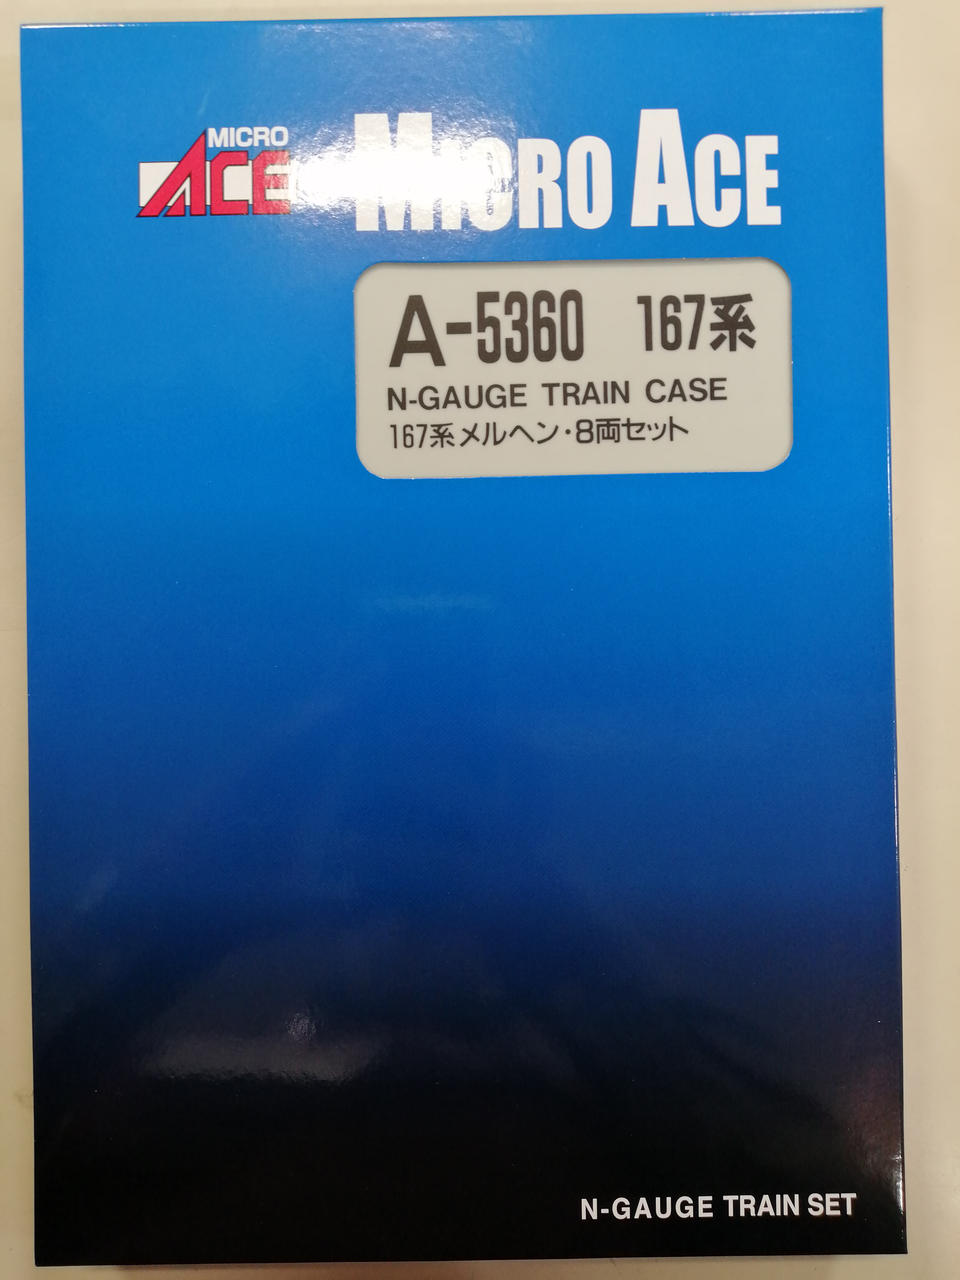 MICRO
ACE
MICRO ACE
A-5360 167系
N-GAUGE TRAIN CASE
167系メルヘン・8両セット
N-GAUGE TRAIN SET